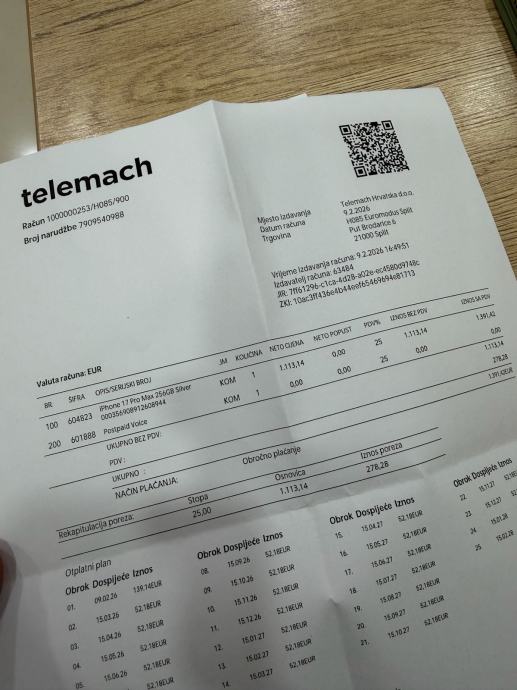 telemach
Račun 1000000253/H085/900
Broj narudžbe 7909540988
Mjesto izdavanja
Datum računa
Trgovina
Telemach Hrvatska d.o.o.
9.2.2026
H085 Euromodus Split
Put Brodarice 6
21000 Split
Vrijeme izdavanja računa: 9.2.2026 16:49:51
Izdavatelj računa: 63484
JIR: 7ff61296-c1ca-4d28-a02e-ec4580d9748c
ZKI: 10ac3ff436e4b44eef65469694e81713
Valuta računa: EUR
BR ŠIFRA OPIS/SERIJSKI BROJ JM KOLIČINA NETO CIJENA NETO POPUST PDV% IZNOS BEZ PDV IZNOS SA PDV
100 604823 iPhone 17 Pro Max 256GB Silver KOM 1 1.113,14 0,00 25 1.113,14 1.391,42
000356908912608944
200 601888 Postpaid Voice KOM 1 0,00 0,00 25 0,00 0,00
UKUPNO BEZ PDV: 1.113,14
PDV : 278,28
UKUPNO : 1.391,42EUR
NAČIN PLAĆANJA: Obročno plaćanje
Rekapitulacija poreza: Stopa Osnovica Iznos poreza
25,00 1.113,14 278,28
Otplatni plan
Obrok Dospijeće Iznos
01. 09.02.26 139,14EUR
02. 15.03.26 52,18EUR
03. 15.04.26 52,18EUR
04. 15.05.26 52,18EUR
05. 15.06.26 52,18EUR
Obrok Dospijeće Iznos
08. 15.09.26 52,18EUR
09. 15.10.26 52,18EUR
10. 15.11.26 52,18EUR
11. 15.12.26 52,18EUR
12. 15.01.27 52,18EUR
13. 15.02.27 52,18EUR
14. 15.03.27 52,18EUR
Obrok Dospijeće Iznos
15. 15.04.27 52,18EUR
16. 15.05.27 52,18EUR
17. 15.06.27 52,18EUR
18. 15.07.27 52,18EUR
19. 15.08.27 52,18EUR
20. 15.09.27 52,18EUR
21. 15.10.27 52,18EUR
Obrok Dospijeće Iznos
22. 15.11.27
23. 15.12.27
24. 15.01.28
25. 15.02.28